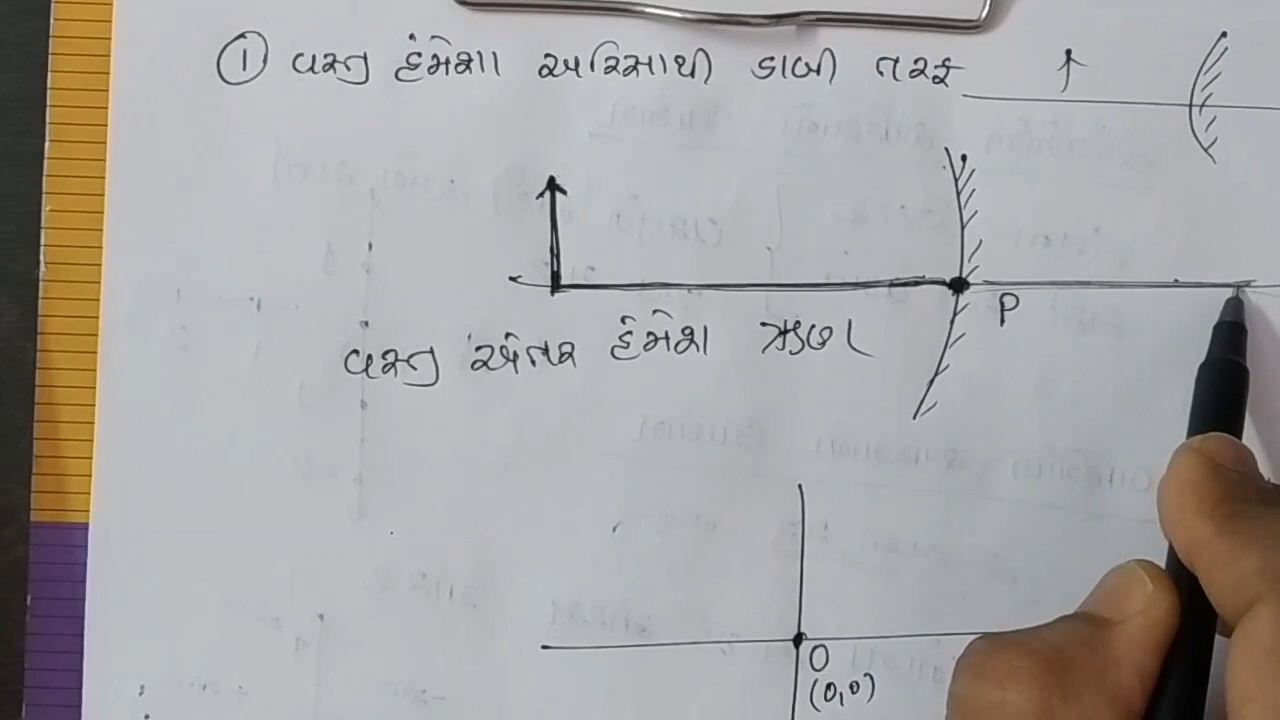 ① વસ્તુ હંમેશા અરિસાથી ડાબી તરફ
P
વસ્તુ અંતર હંમેશા ઋણ
O
(0,0)